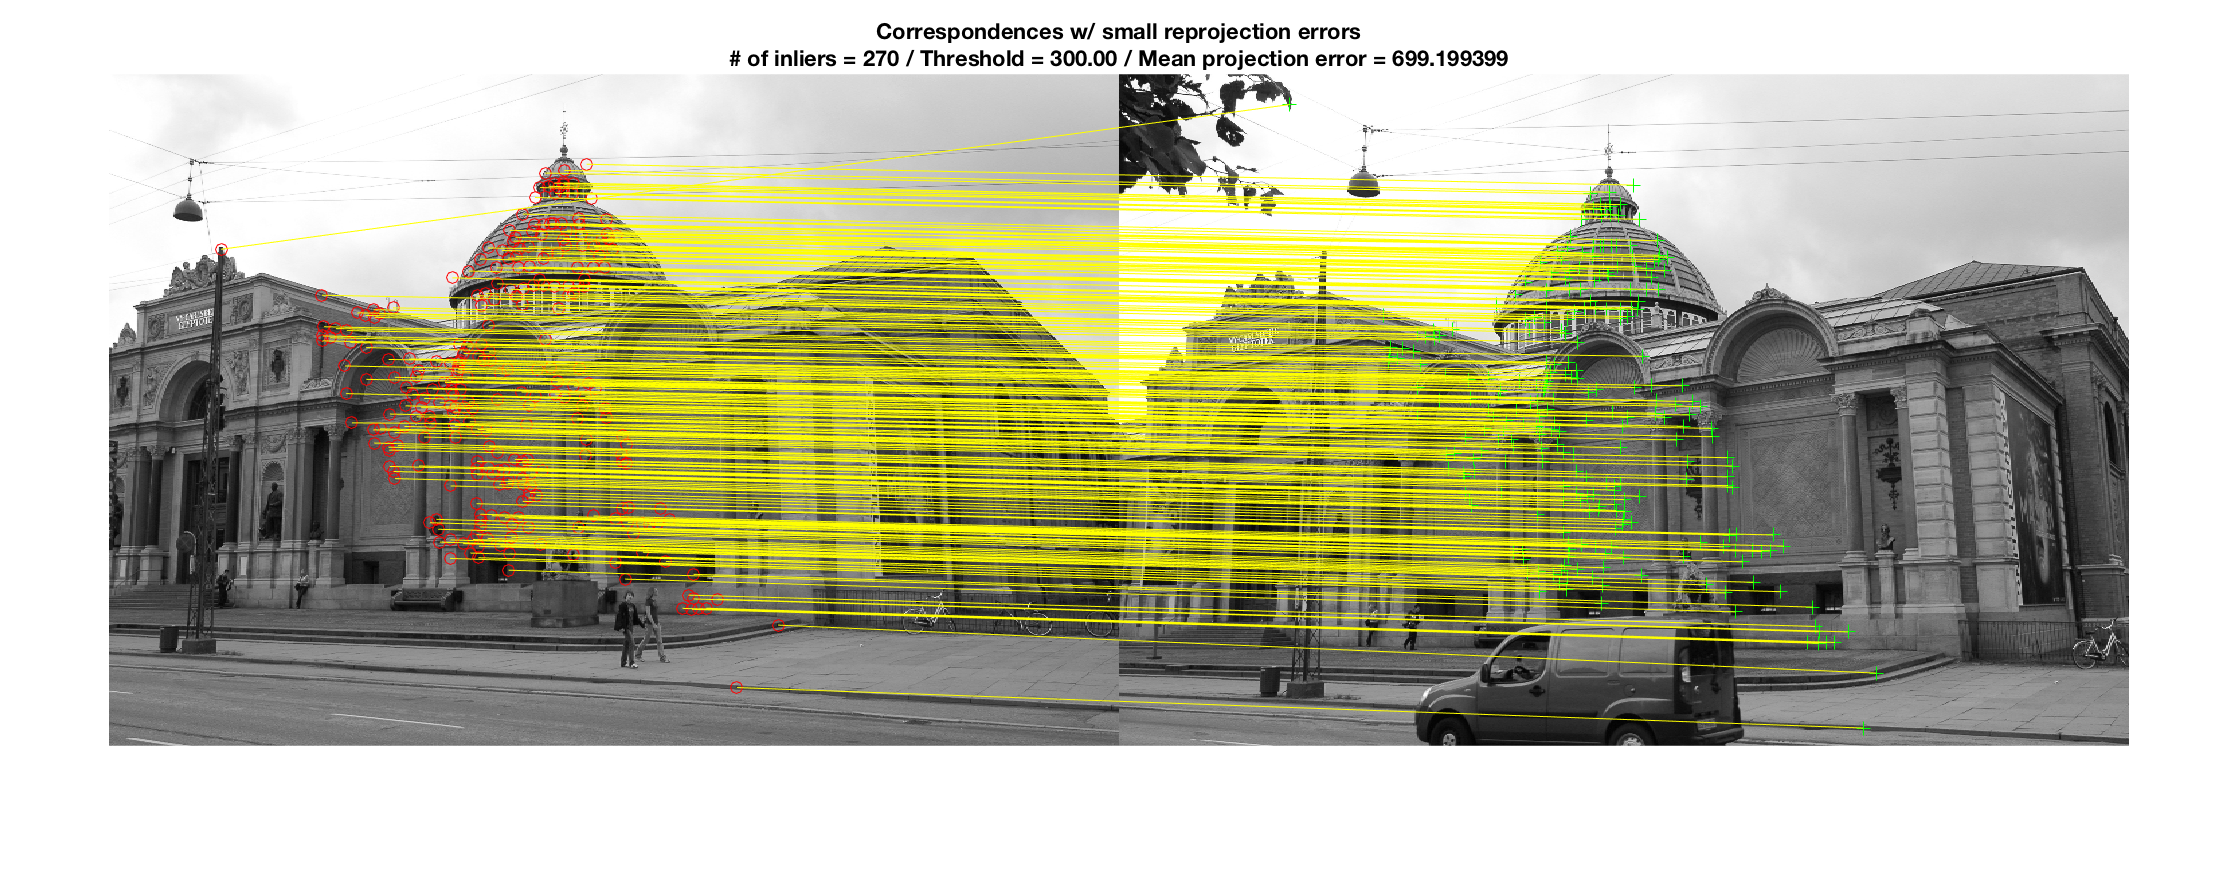 Correspondences w/ small reprojection errors
# of inliers = 270 / Threshold = 300.00 / Mean projection error = 699.199399